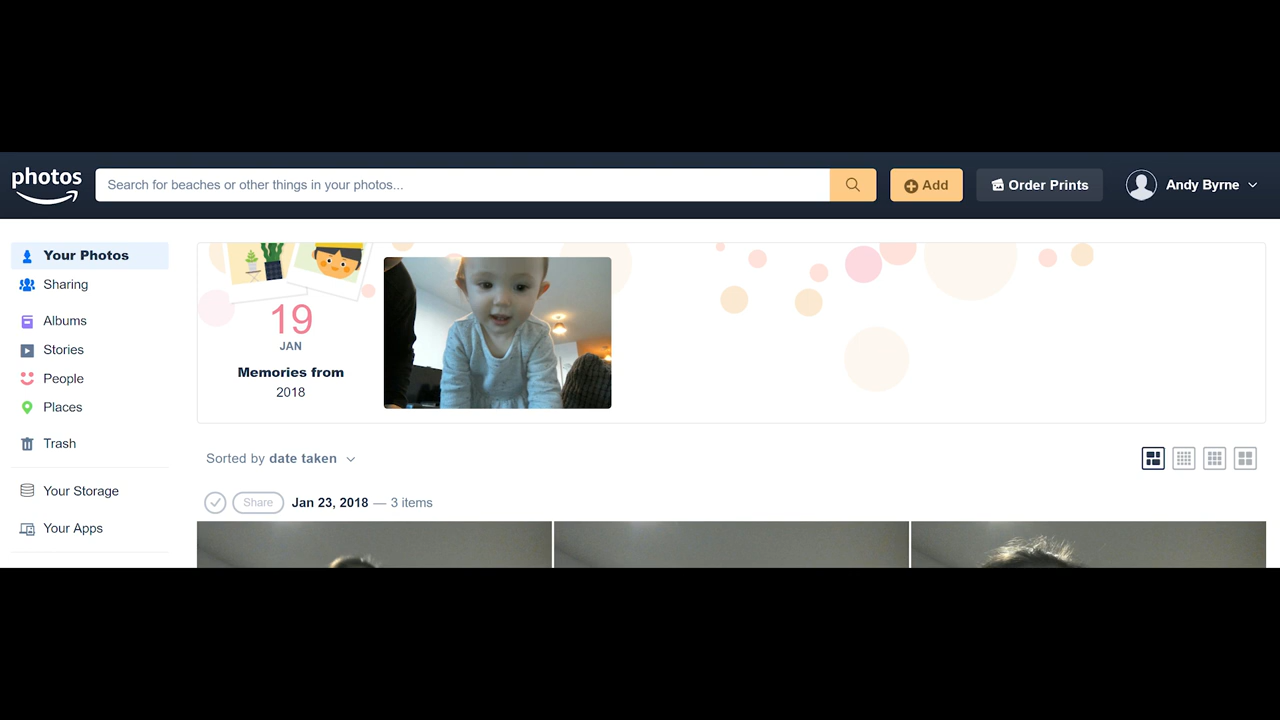 photos
Search for beaches or other things in your photos...
Add
Order Prints
Andy Byrne
Your Photos
Sharing
Albums
Stories
People
Places
Trash
Your Storage
Your Apps
19
JAN
Memories from
2018
Sorted by date taken
Share
Jan 23, 2018 — 3 items